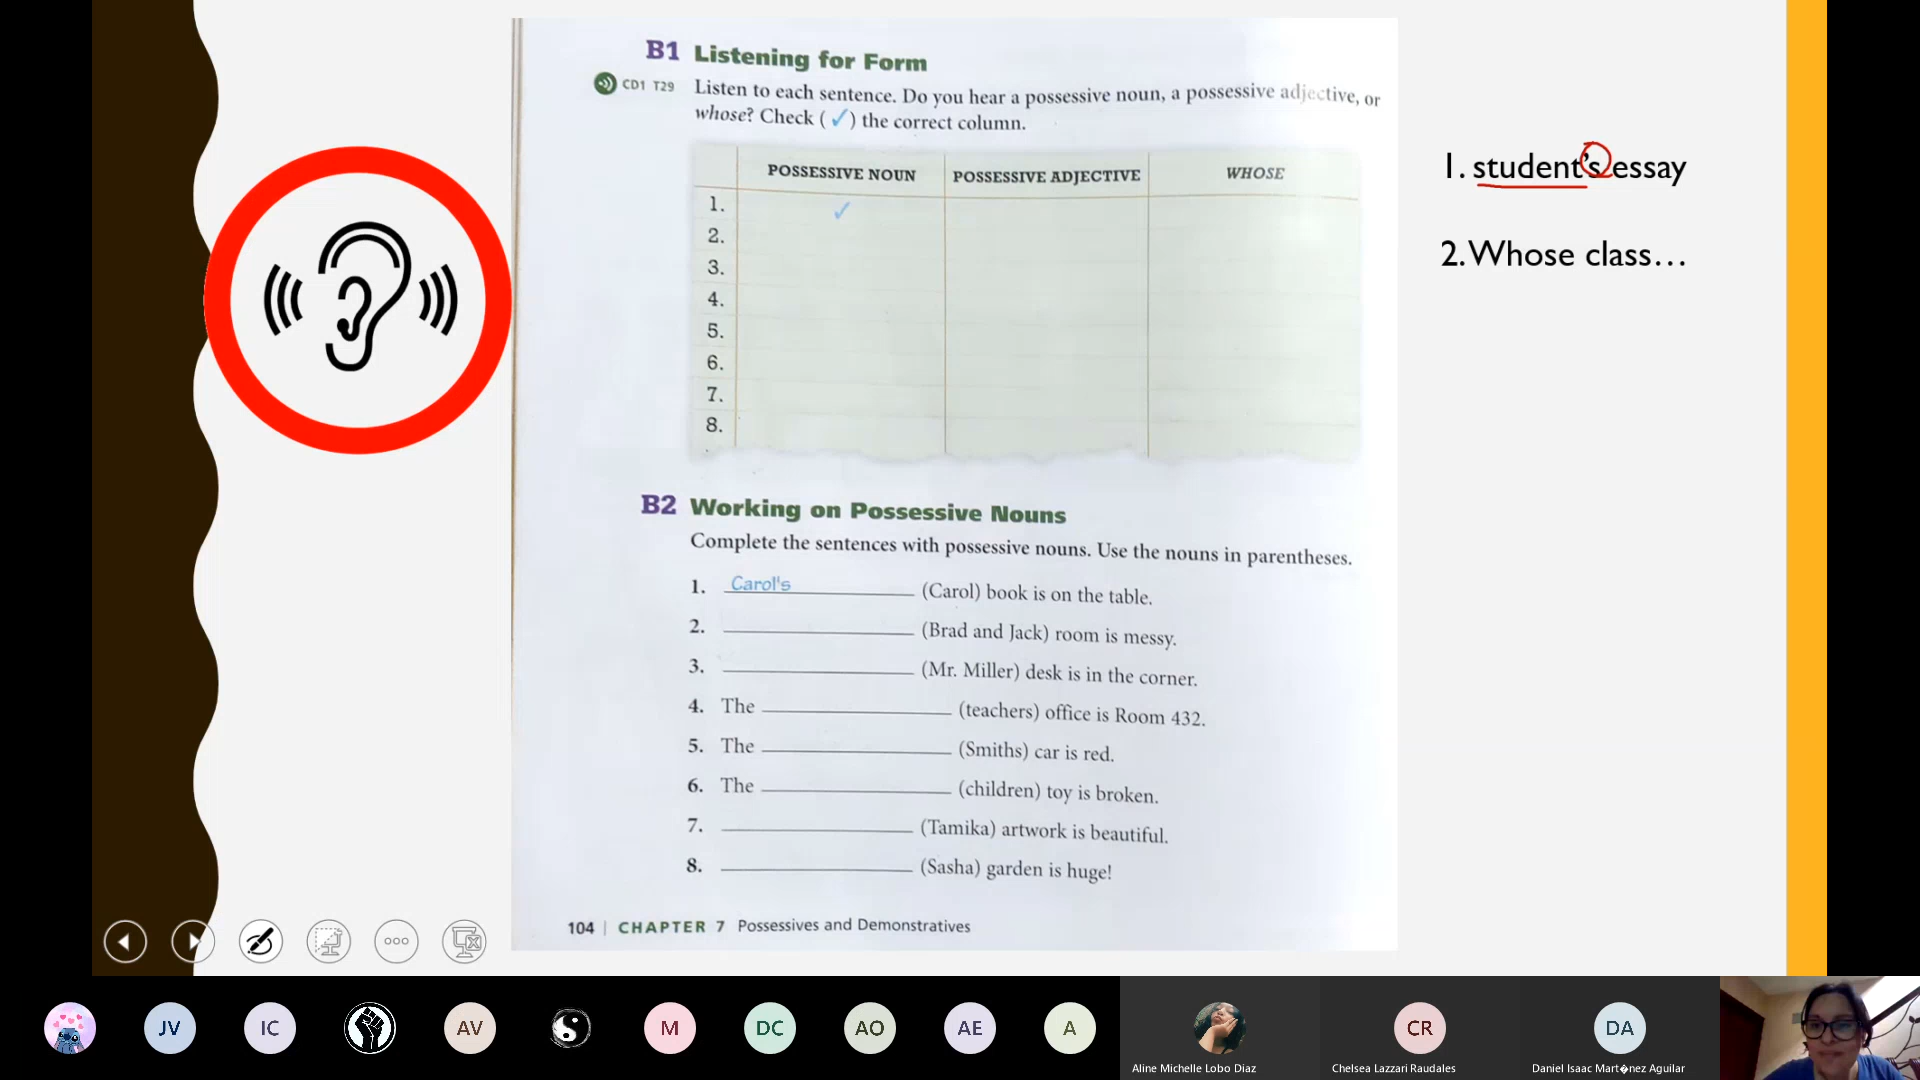 B1 Listening for Form
CD1 T29 Listen to each sentence. Do you hear a possessive noun, a possessive adjective, or
whose? Check (✓) the correct column.
POSSESSIVE NOUN POSSESSIVE ADJECTIVE WHOSE
1. ✓
2.
3.
4.
5.
6.
7.
8.
B2 Working on Possessive Nouns
Complete the sentences with possessive nouns. Use the nouns in parentheses.
1. Carol's (Carol) book is on the table.
2. (Brad and Jack) room is messy.
3. (Mr. Miller) desk is in the corner.
4. The (teachers) office is Room 432.
5. The (Smiths) car is red.
6. The (children) toy is broken.
7. (Tamika) artwork is beautiful.
8. (Sasha) garden is huge!
104 | CHAPTER 7 Possessives and Demonstratives
1. student's essay
2. Whose class...
JV IC AV M DC AO AE A CR DA
Aline Michelle Lobo Diaz Chelsea Lazzari Raudales Daniel Isaac Mart�nez Aguilar